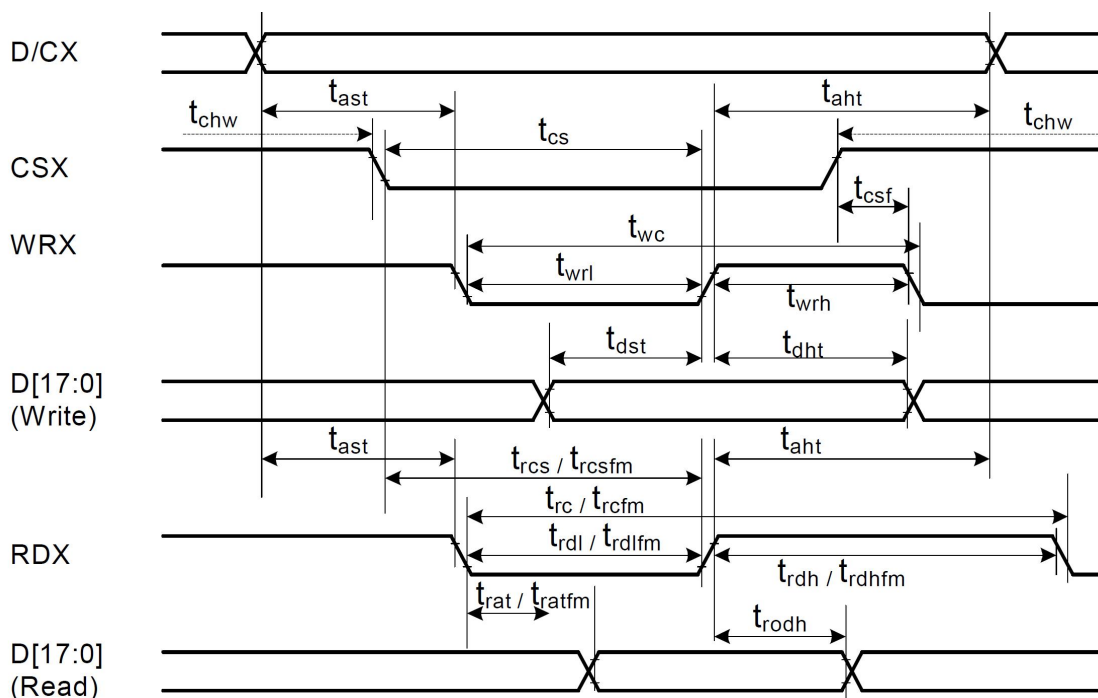 D/CX
t_ast
t_aht
t_chw
t_cs
t_chw
CSX
t_csf
WRX
t_wc
t_wrl
t_wrh
t_dst
t_dht
D[17:0]
(Write)
t_ast
t_aht
t_rcs / t_rcsfm
t_rc / t_rcfm
RDX
t_rdl / t_rdlfm
t_rdh / t_rdhfm
t_rat / t_ratfm
t_rodh
D[17:0]
(Read)